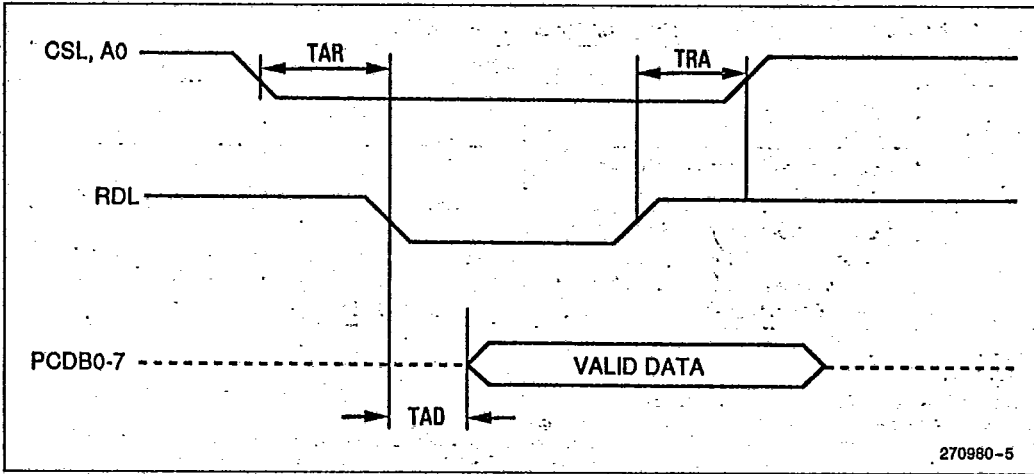 CSL, A0
TAR
TRA
RDL
PCDB0-7
VALID DATA
TAD
270980-5